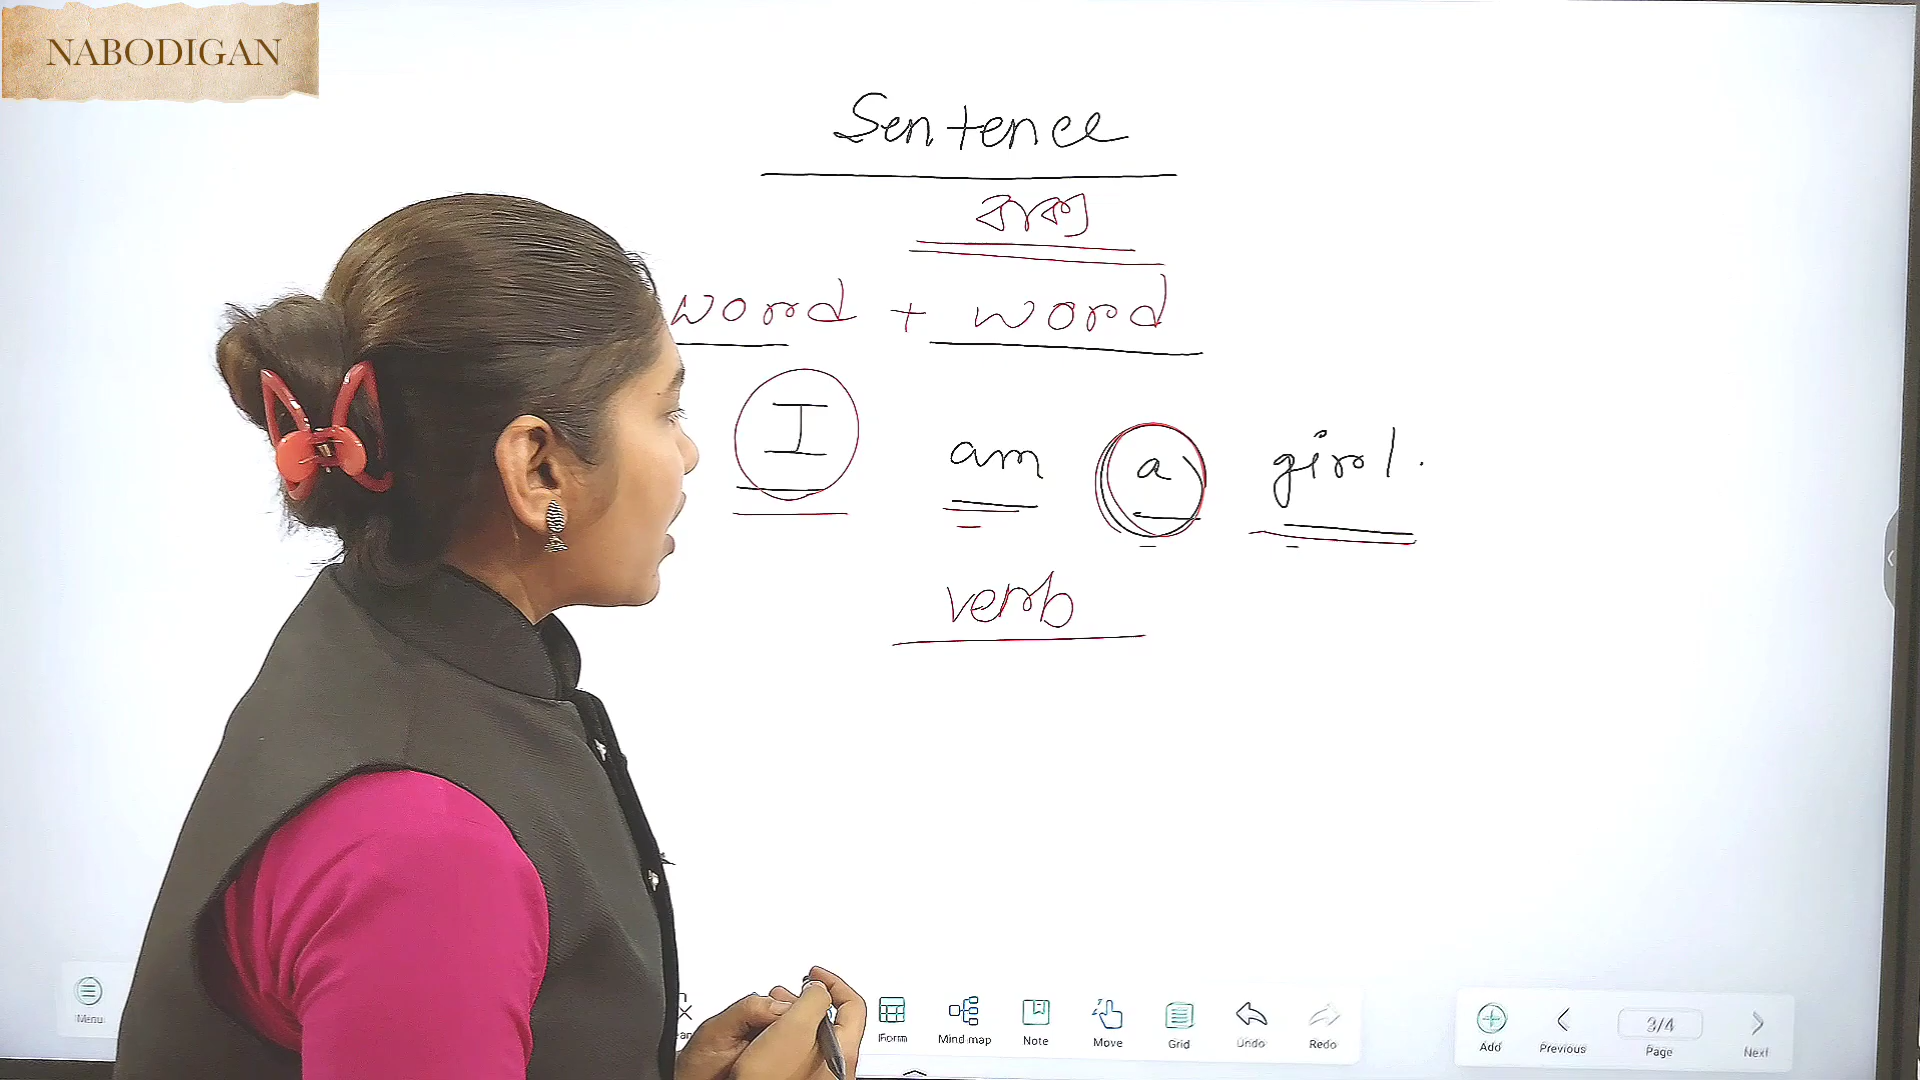 NABODIGAN
Sentence
বাক্য
word + word
I am a girl.
verb
Menu
Form Mind map Note Move Grid Undo Redo
Add Previous 3/4 Page Next